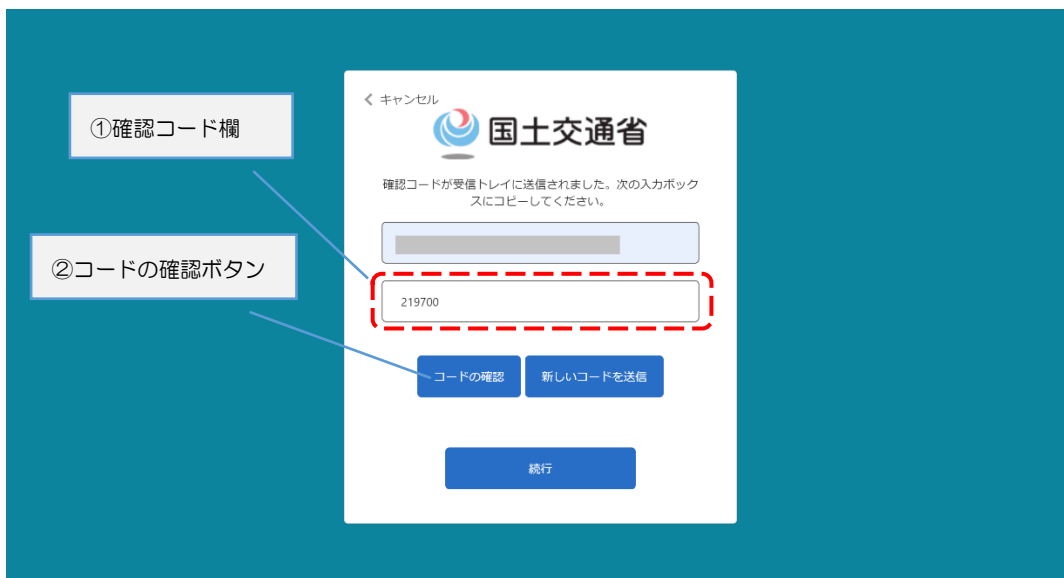 キャンセル
①確認コード欄
国土交通省
確認コードが受信トレイに送信されました。次の入力ボック
スにコピーしてください。
②コードの確認ボタン
219700
コードの確認
新しいコードを送信
続行